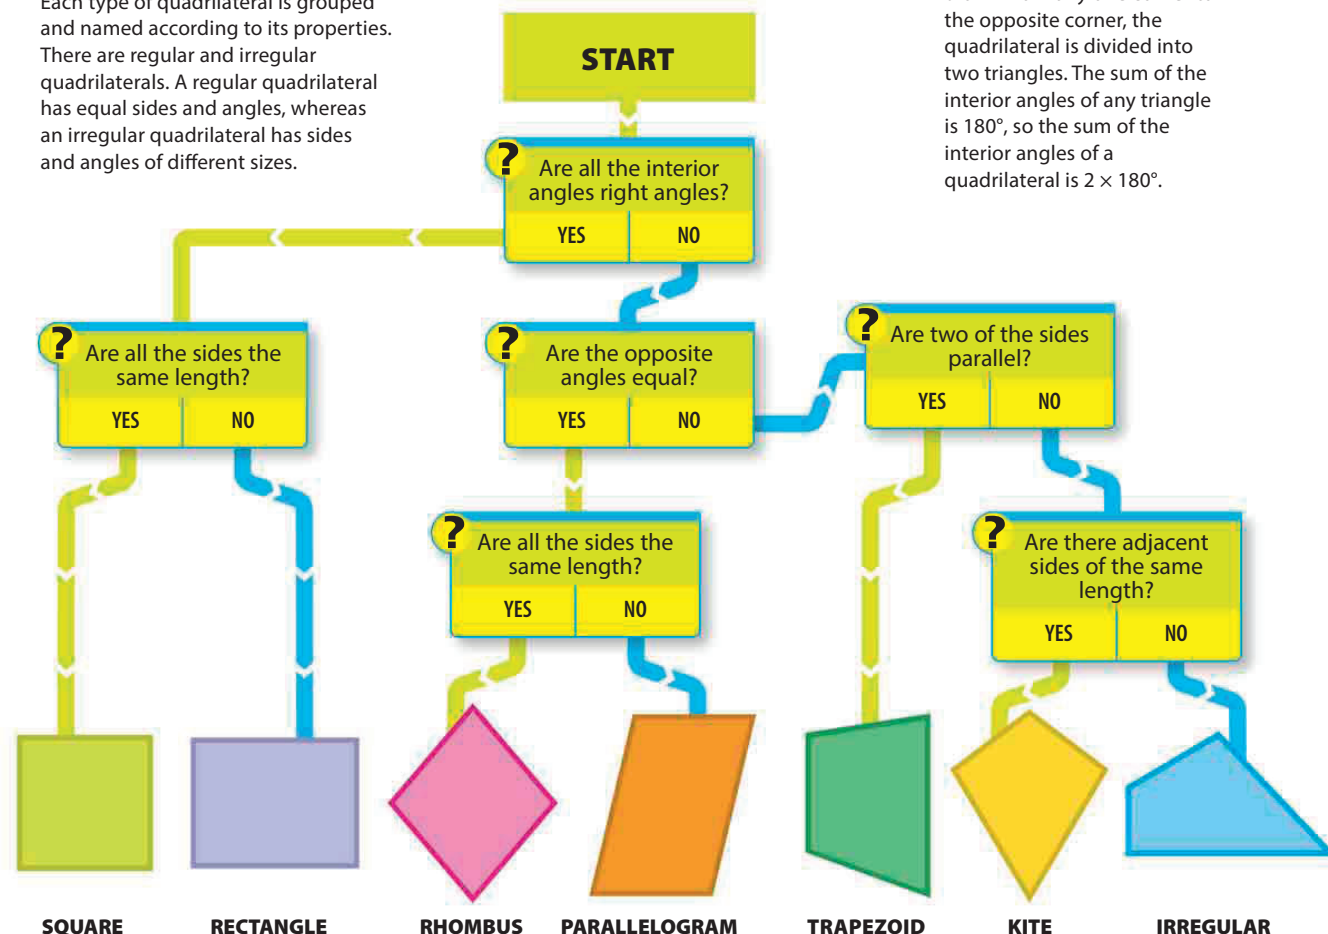 Each type of quadrilateral is grouped
and named according to its properties.
There are regular and irregular
quadrilaterals. A regular quadrilateral
has equal sides and angles, whereas
an irregular quadrilateral has sides
and angles of different sizes.
the opposite corner, the
quadrilateral is divided into
two triangles. The sum of the
interior angles of any triangle
is 180°, so the sum of the
interior angles of a
quadrilateral is 2 × 180°.
START
?
Are all the interior
angles right angles?
YES NO
?
Are all the sides the
same length?
YES NO
?
Are the opposite
angles equal?
YES NO
?
Are two of the sides
parallel?
YES NO
?
Are all the sides the
same length?
YES NO
?
Are there adjacent
sides of the same
length?
YES NO
SQUARE
RECTANGLE
RHOMBUS
PARALLELOGRAM
TRAPEZOID
KITE
IRREGULAR